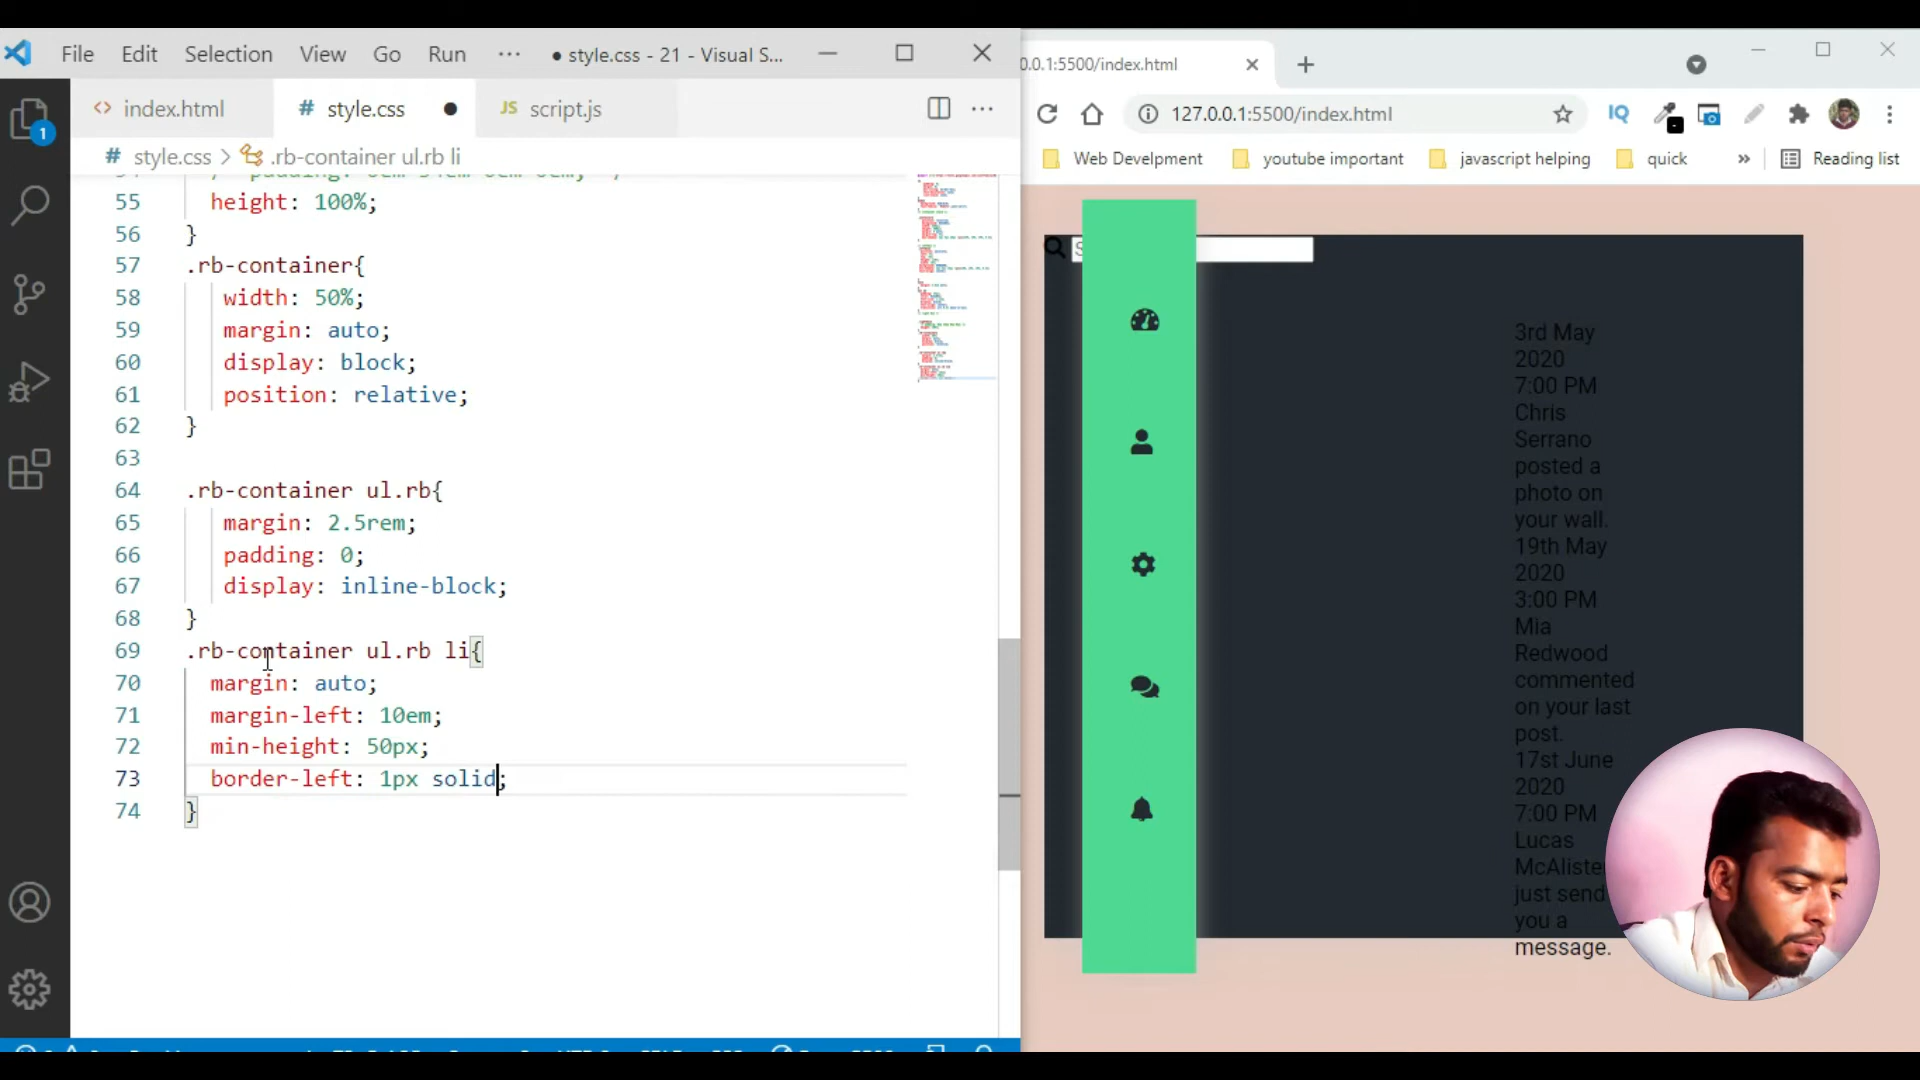 File Edit Selection View Go Run ··· ● style.css - 21 - Visual S...
index.html # style.css ● JS script.js ···
# style.css > .rb-container ul.rb li
55 height: 100%;
56 }
57 .rb-container{
58 width: 50%;
59 margin: auto;
60 display: block;
61 position: relative;
62 }
63
64 .rb-container ul.rb{
65 margin: 2.5rem;
66 padding: 0;
67 display: inline-block;
68 }
69 .rb-container ul.rb li{
70 margin: auto;
71 margin-left: 10em;
72 min-height: 50px;
73 border-left: 1px solid;
74 }
1
0.0.1:5500/index.html
127.0.0.1:5500/index.html IQ
Web Develpment youtube important javascript helping quick » Reading list
3rd May
2020
7:00 PM
Chris
Serrano
posted a
photo on
your wall.
19th May
2020
3:00 PM
Mia
Redwood
commented
on your last
post.
17st June
2020
7:00 PM
Lucas
McAliste
just send
you a
message.